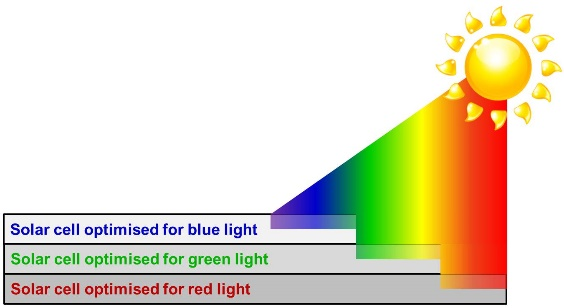 Solar cell optimised for blue light
Solar cell optimised for green light
Solar cell optimised for red light